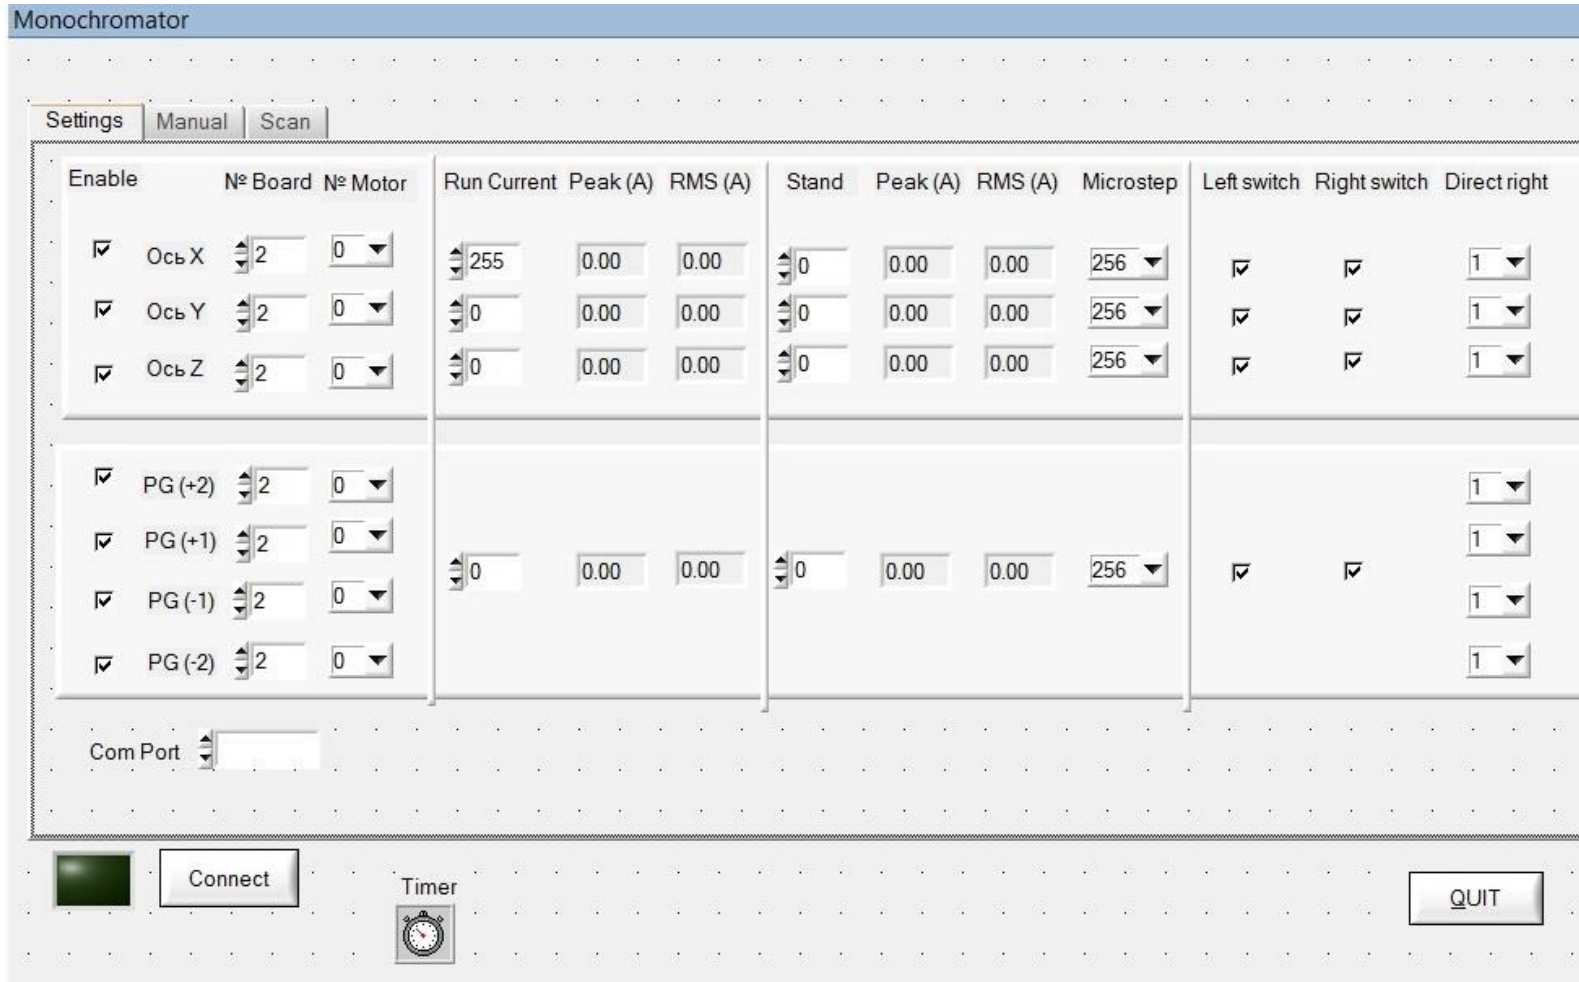 Monochromator
Settings Manual Scan
Enable № Board № Motor Run Current Peak (A) RMS (A) Stand Peak (A) RMS (A) Microstep Left switch Right switch Direct right
Ось X 2 0 255 0.00 0.00 0 0.00 0.00 256 1
Ось Y 2 0 0 0.00 0.00 0 0.00 0.00 256 1
Ось Z 2 0 0 0.00 0.00 0 0.00 0.00 256 1
PG (+2) 2 0 1
PG (+1) 2 0 1
0 0.00 0.00 0 0.00 0.00 256
PG (-1) 2 0 1
PG (-2) 2 0 1
Com Port
Connect
Timer
QUIT